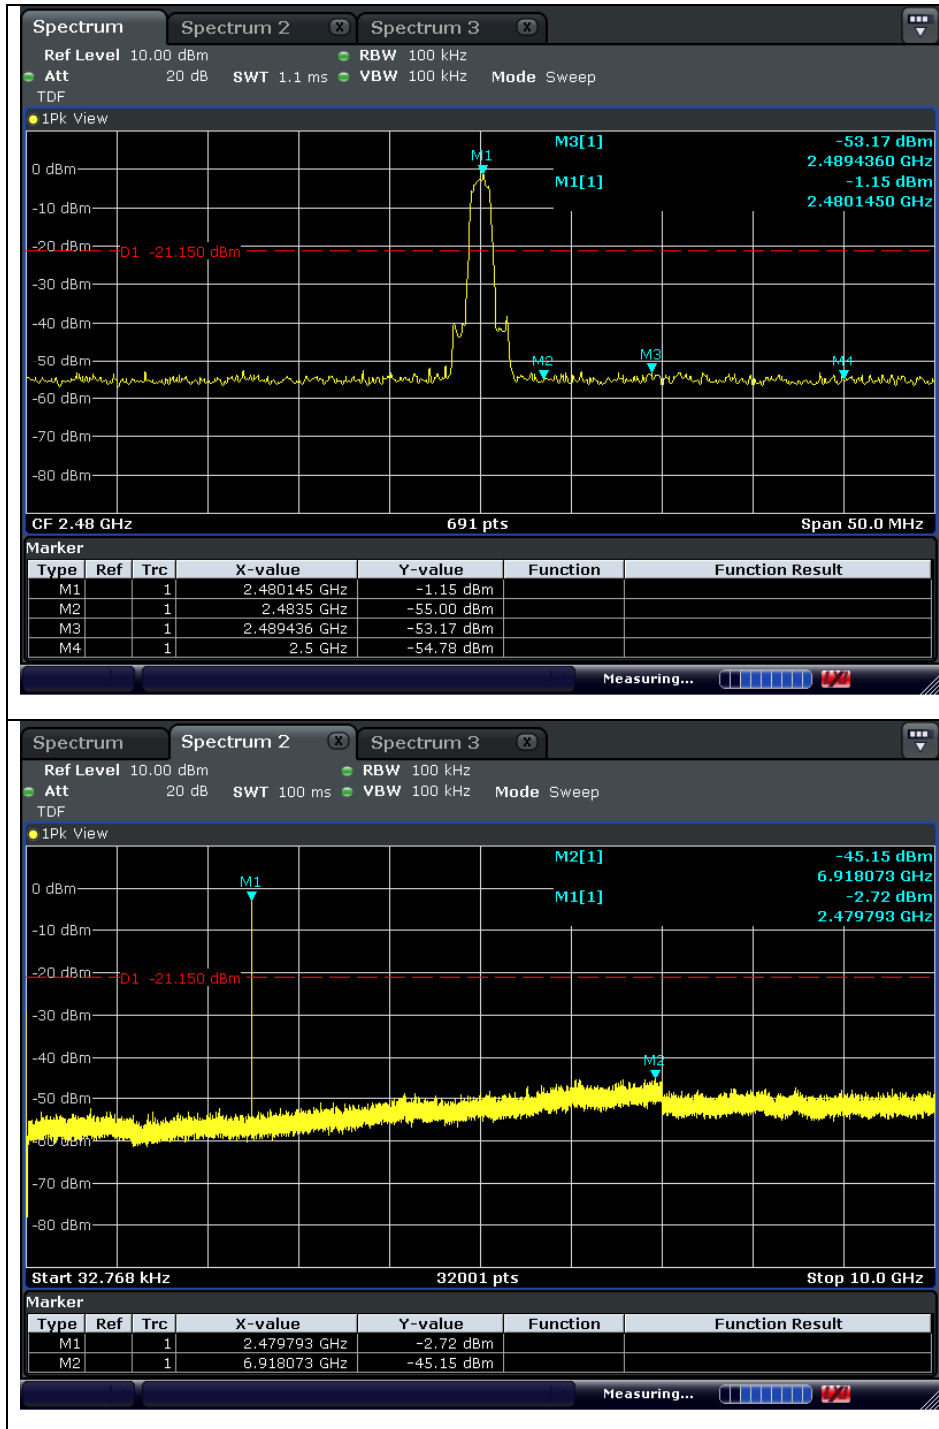 Spectrum Spectrum 2 X Spectrum 3 X
Ref Level 10.00 dBm RBW 100 kHz
Att 20 dB SWT 1.1 ms VBW 100 kHz Mode Sweep
TDF
1Pk View
M3[1] -53.17 dBm
2.4894360 GHz
M1[1] -1.15 dBm
2.4801450 GHz
M1
0 dBm
-10 dBm
-20 dBm
D1 -21.150 dBm
-30 dBm
-40 dBm
-50 dBm
M2 M3 M4
-60 dBm
-70 dBm
-80 dBm
CF 2.48 GHz 691 pts Span 50.0 MHz
Marker
Type Ref Trc X-value Y-value Function Function Result
M1 1 2.480145 GHz -1.15 dBm
M2 1 2.4835 GHz -55.00 dBm
M3 1 2.489436 GHz -53.17 dBm
M4 1 2.5 GHz -54.78 dBm
Measuring...
Spectrum Spectrum 2 X Spectrum 3 X
Ref Level 10.00 dBm RBW 100 kHz
Att 20 dB SWT 100 ms VBW 100 kHz Mode Sweep
TDF
1Pk View
M2[1] -45.15 dBm
6.918073 GHz
M1[1] -2.72 dBm
2.479793 GHz
M1
0 dBm
-10 dBm
-20 dBm
D1 -21.150 dBm
-30 dBm
-40 dBm
M2
-50 dBm
-60 dBm
-70 dBm
-80 dBm
Start 32.768 kHz 32001 pts Stop 10.0 GHz
Marker
Type Ref Trc X-value Y-value Function Function Result
M1 1 2.479793 GHz -2.72 dBm
M2 1 6.918073 GHz -45.15 dBm
Measuring...